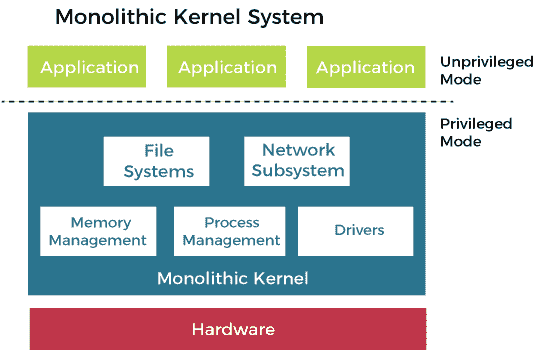 Monolithic Kernel System
Application
Application
Application
Unprivileged
Mode
Privileged
Mode
File
Systems
Network
Subsystem
Memory
Management
Process
Management
Drivers
Monolithic Kernel
Hardware